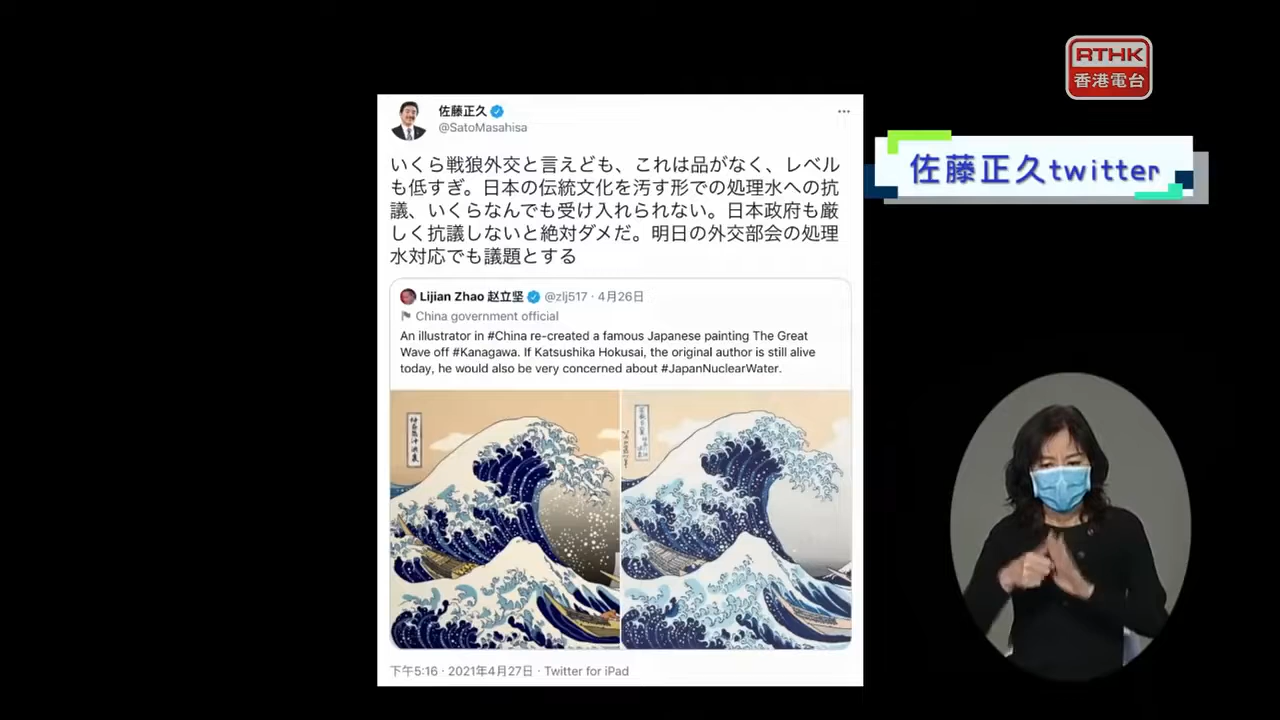 RTHK
香港電台
佐藤正久twitter
佐藤正久
@SatoMasahisa
いくら戦狼外交と言えども、これは品がなく、レベル
も低すぎ。日本の伝統文化を汚す形での処理水への抗
議、いくらなんでも受け入れられない。日本政府も厳
しく抗議しないと絶対ダメだ。明日の外交部会の処理
水対応でも議題とする
Lijian Zhao 赵立坚 @zlj517 · 4月26日
China government official
An illustrator in #China re-created a famous Japanese painting The Great
Wave off #Kanagawa. If Katsushika Hokusai, the original author is still alive
today, he would also be very concerned about #JapanNuclearWater.
下午5:16 · 2021年4月27日 · Twitter for iPad